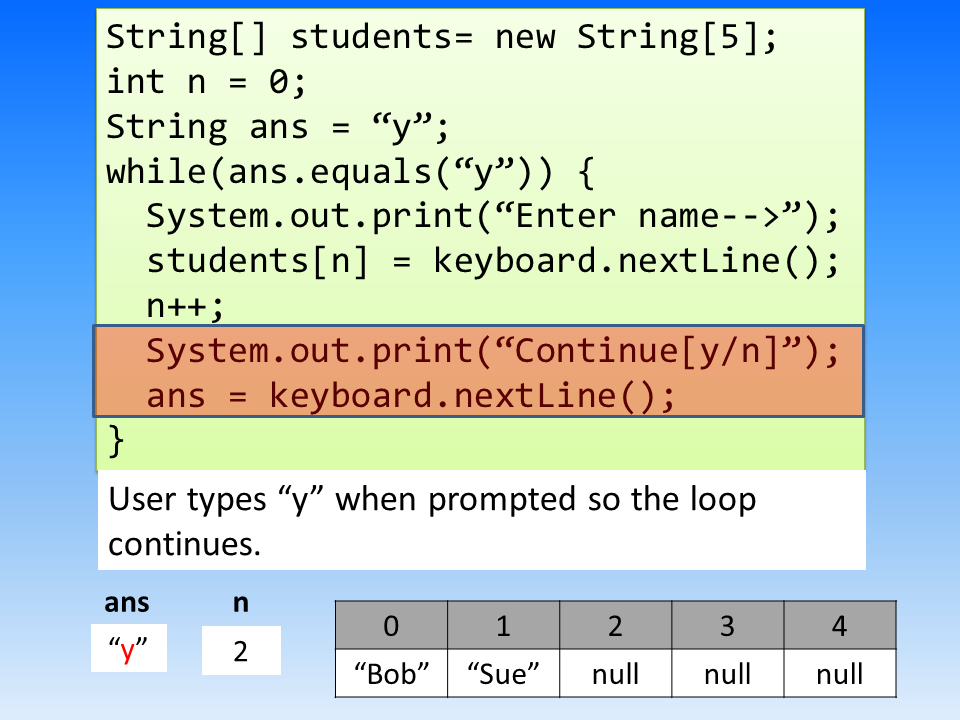 String[] students= new String[5];
int n = 0;
String ans = “y”;
while(ans.equals(“y”)) {
  System.out.print(“Enter name-->”);
  students[n] = keyboard.nextLine();
  n++;
  System.out.print(“Continue[y/n]”);
  ans = keyboard.nextLine();
}
User types “y” when prompted so the loop
continues.
ans n
“y” 2
0 1 2 3 4
“Bob” “Sue” null null null